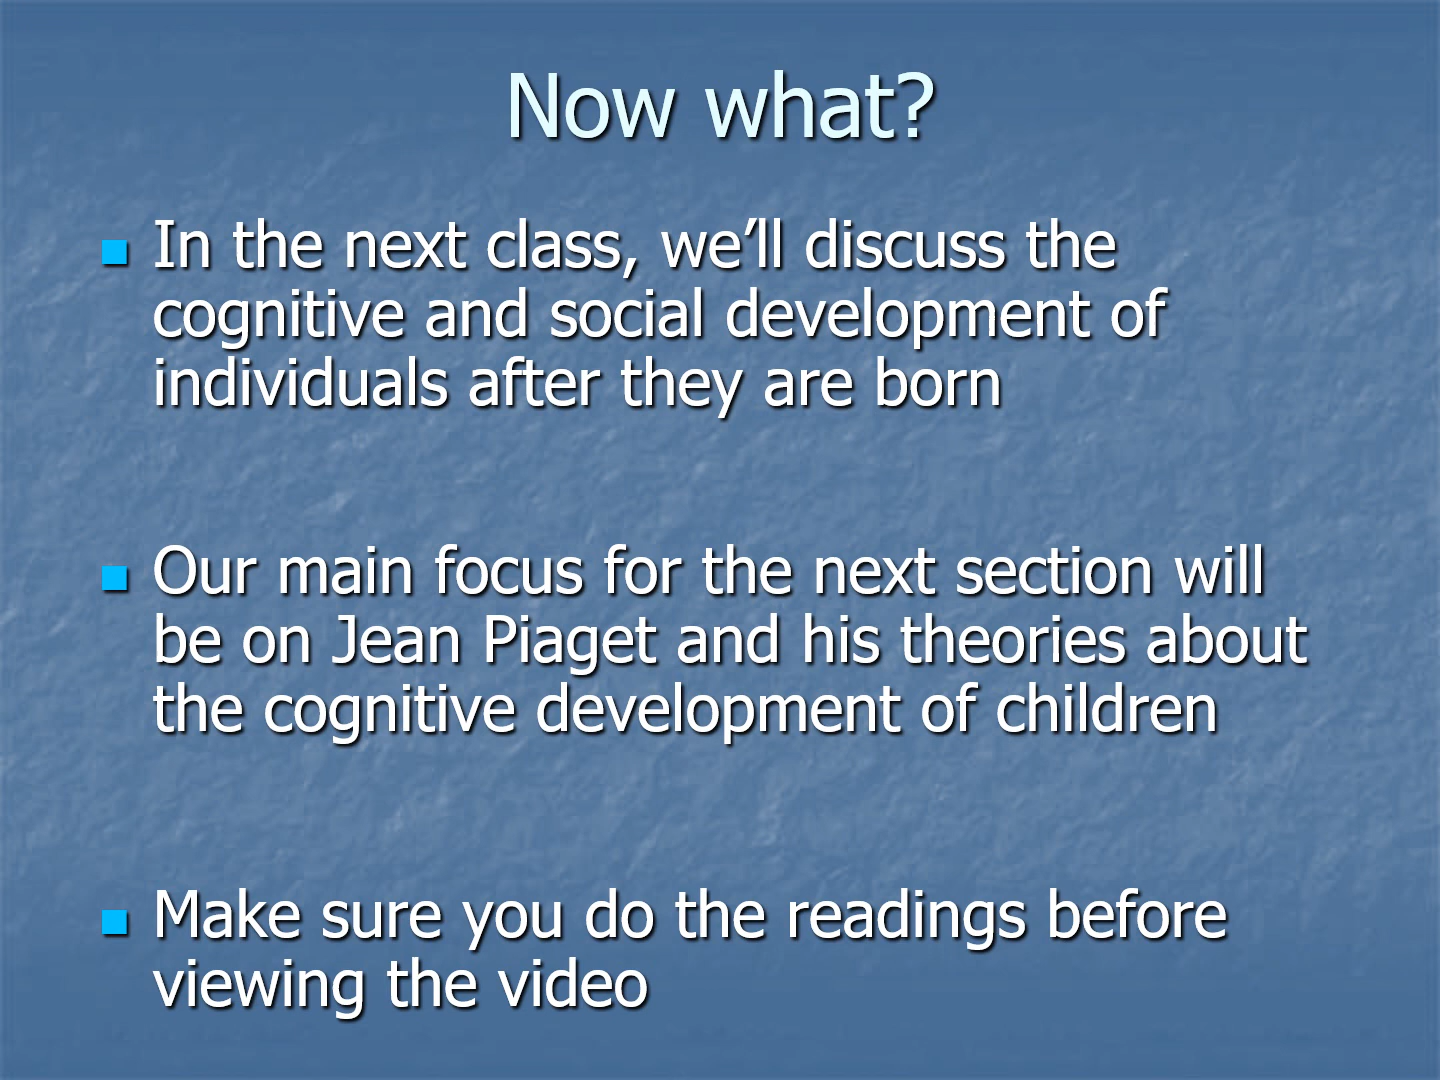 Now what?
In the next class, we’ll discuss the
cognitive and social development of
individuals after they are born
Our main focus for the next section will
be on Jean Piaget and his theories about
the cognitive development of children
Make sure you do the readings before
viewing the video